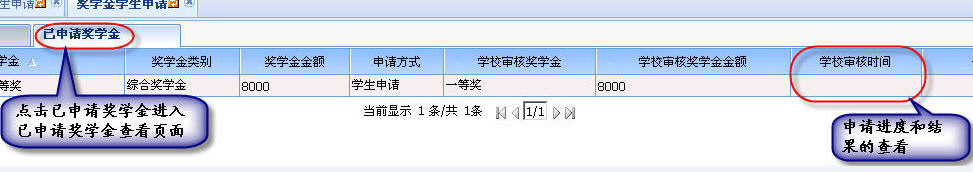 生申请 奖学金学生申请
已申请奖学金
学金 奖学金类别 奖学金金额 申请方式 学校审核奖学金 学校审核奖学金金额 学校审核时间
等奖 综合奖学金 8000 学生申请 一等奖 8000
当前显示 1 条/共 1条 1/1
点击已申请奖学金进入
已申请奖学金查看页面
申请进度和结
果的查看